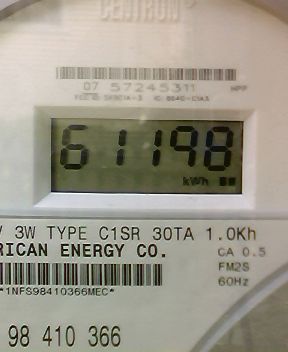 CENTRON
07 57245311
61198
kWh
V 3W TYPE C1SR 30TA 1.0Kh
RICAN ENERGY CO.
CA 0.5
FM2S
60Hz
*1NFS98410366MEC*
98 410 366